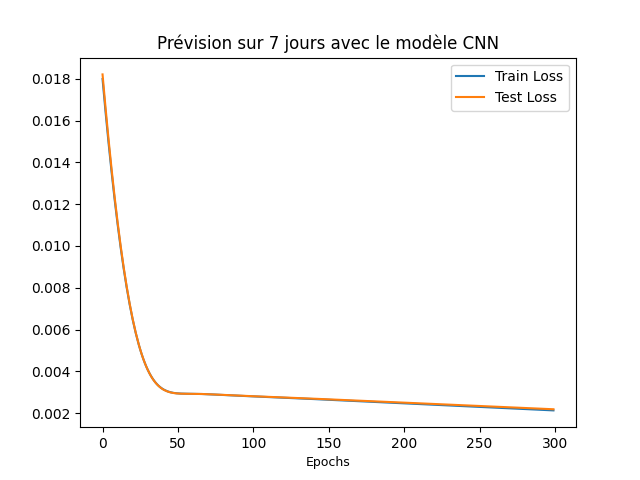 Prévision sur 7 jours avec le modèle CNN
Train Loss
Test Loss
0.018
0.016
0.014
0.012
0.010
0.008
0.006
0.004
0.002
0 50 100 150 200 250 300
Epochs